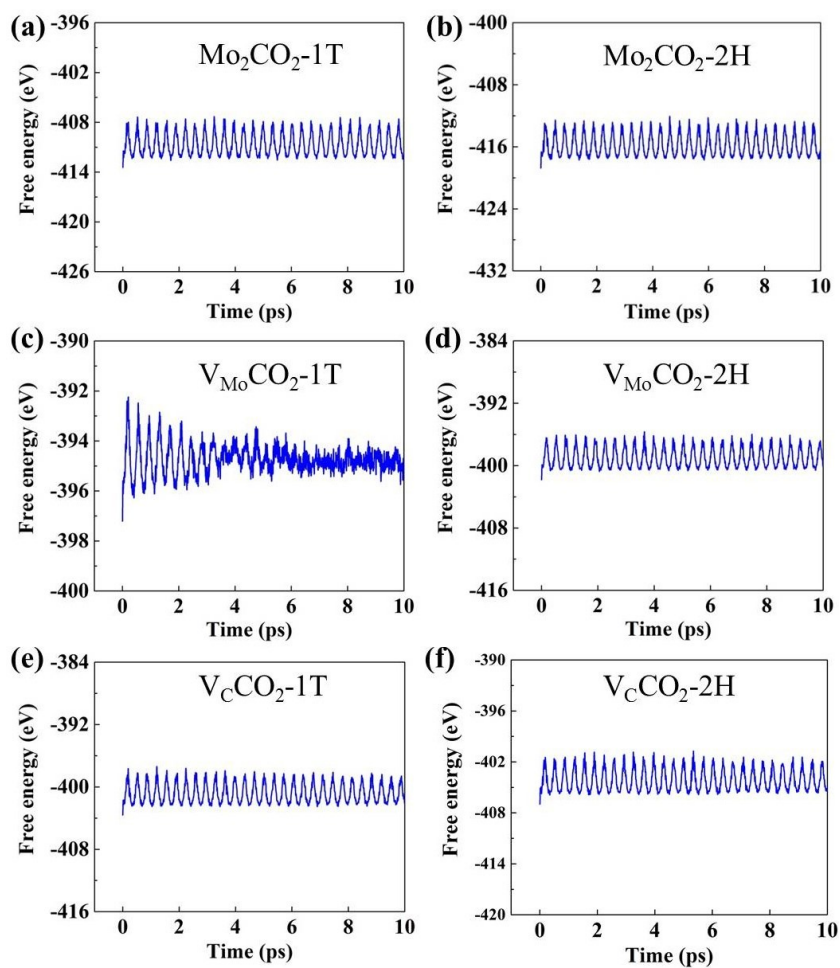 (a)
Mo₂CO₂-1T
Free energy (eV)
-396
-402
-408
-414
-420
-426
0 2 4 6 8 10
Time (ps)
(b)
Mo₂CO₂-2H
Free energy (eV)
-400
-408
-416
-424
-432
0 2 4 6 8 10
Time (ps)
(c)
V_MoCO₂-1T
Free energy (eV)
-390
-392
-394
-396
-398
-400
0 2 4 6 8 10
Time (ps)
(d)
V_MoCO₂-2H
Free energy (eV)
-384
-392
-400
-408
-416
0 2 4 6 8 10
Time (ps)
(e)
V_CCO₂-1T
Free energy (eV)
-384
-392
-400
-408
-416
0 2 4 6 8 10
Time (ps)
(f)
V_CCO₂-2H
Free energy (eV)
-390
-396
-402
-408
-414
-420
0 2 4 6 8 10
Time (ps)